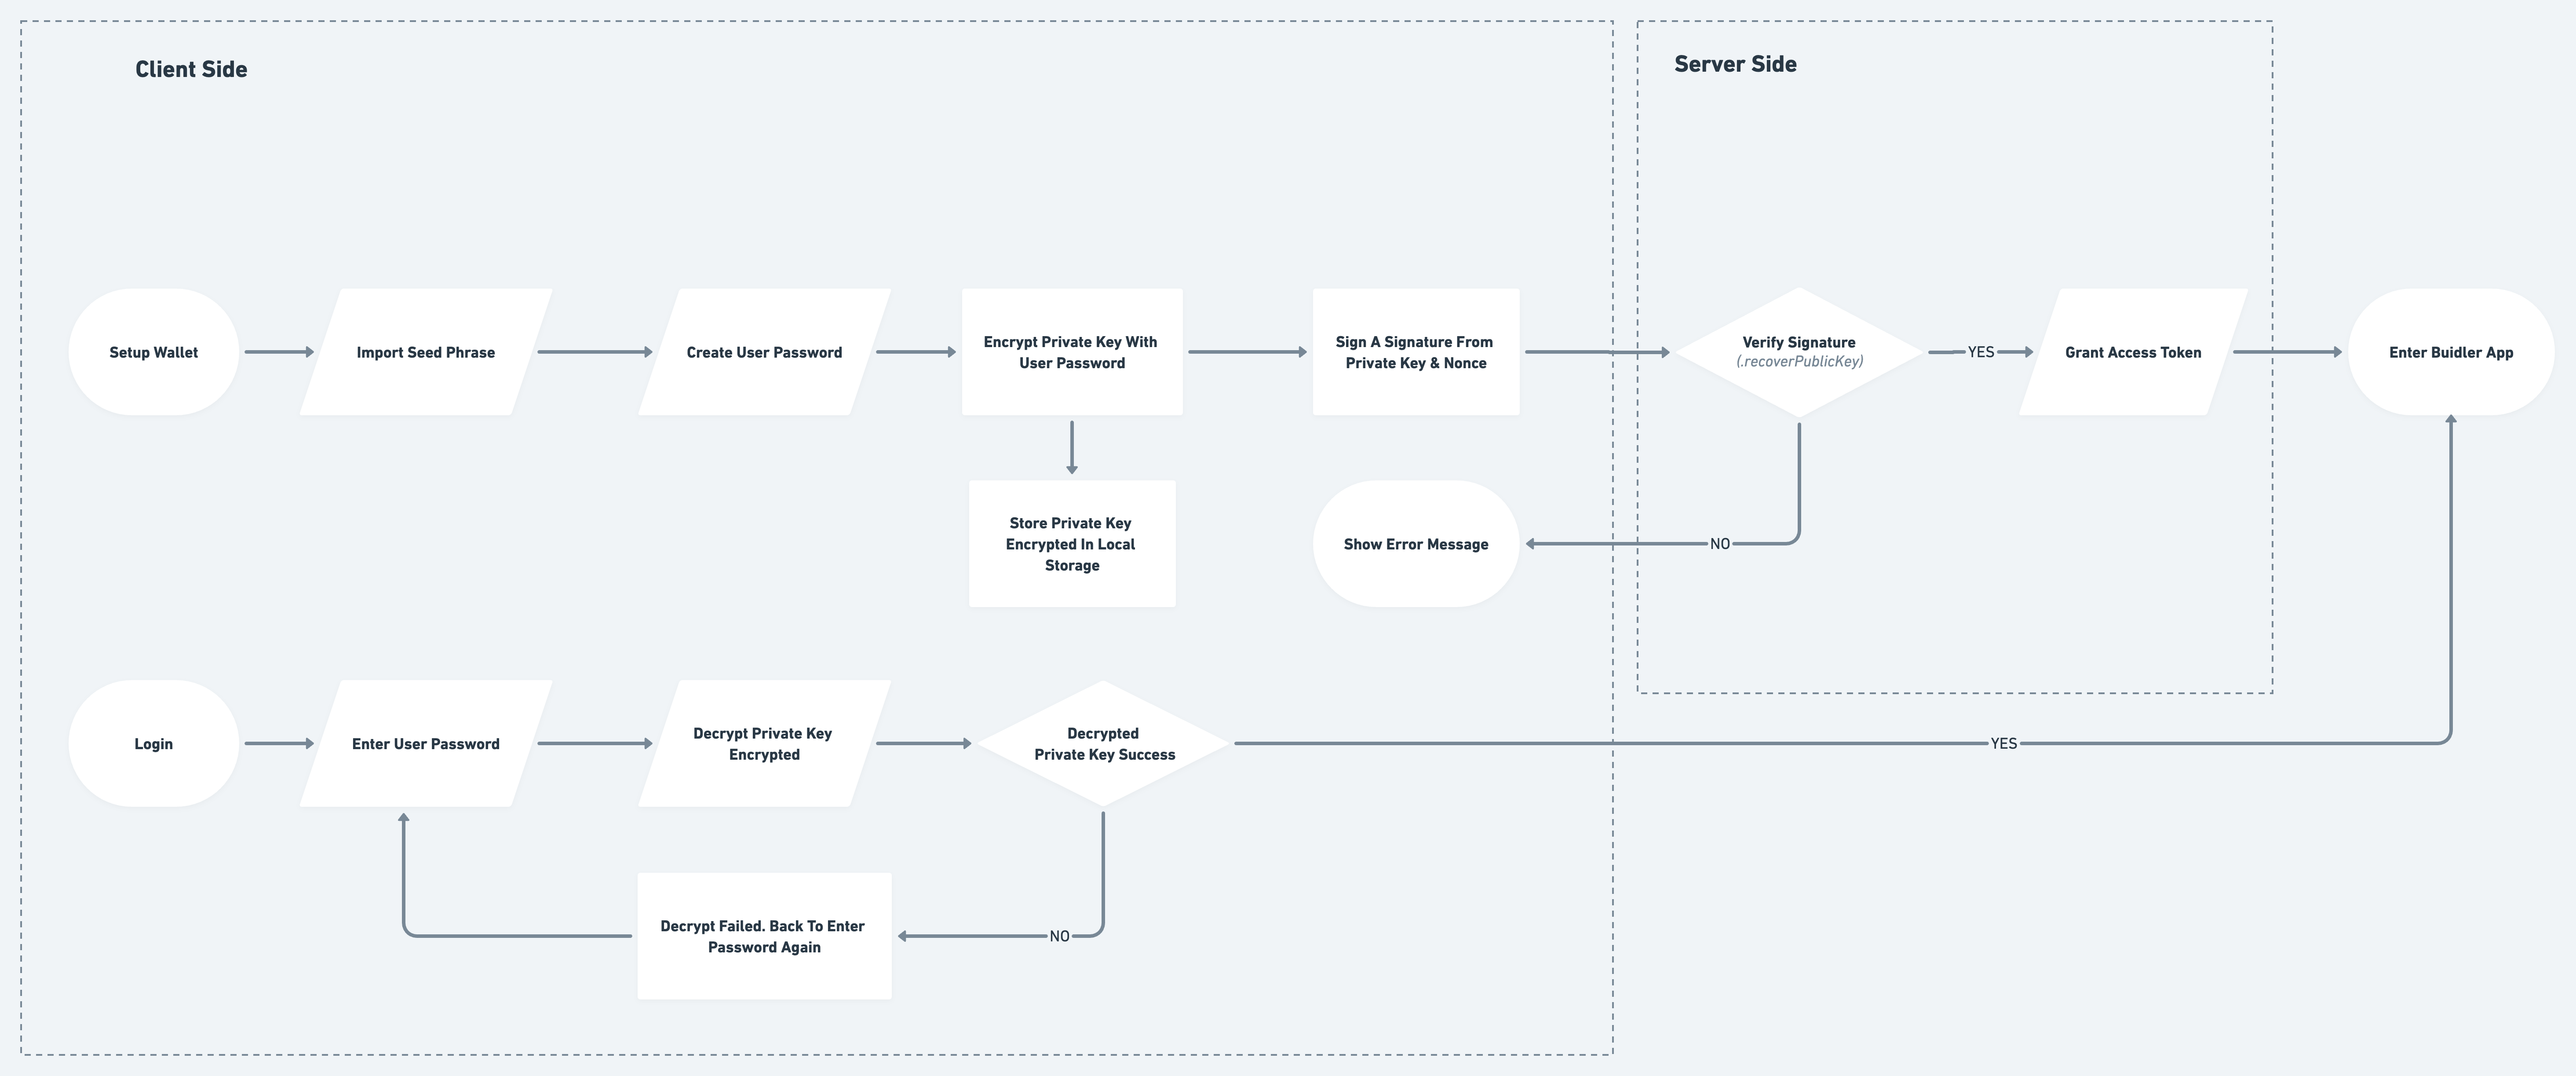 Client Side
Server Side
Setup Wallet
Import Seed Phrase
Create User Password
Encrypt Private Key With
User Password
Sign A Signature From
Private Key & Nonce
Verify Signature
(.recoverPublicKey)
YES
Grant Access Token
Enter Buidler App
Store Private Key
Encrypted In Local
Storage
Show Error Message
NO
Login
Enter User Password
Decrypt Private Key
Encrypted
Decrypted
Private Key Success
YES
Decrypt Failed. Back To Enter
Password Again
NO